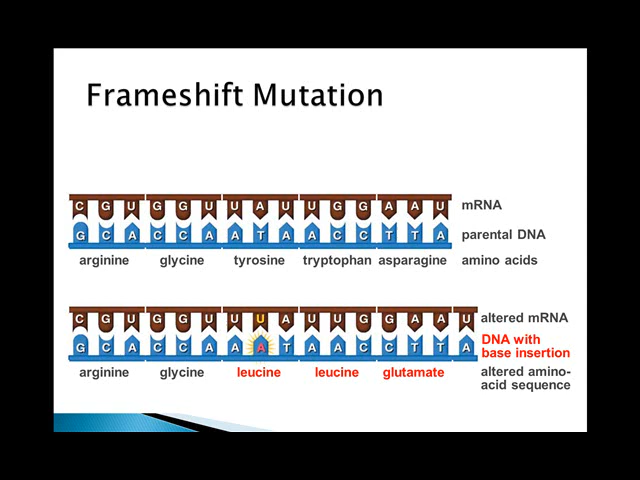 Frameshift Mutation
C G U G G U U A U U G G A A U mRNA
G C A C C A A T A A C C T T A parental DNA
arginine glycine tyrosine tryptophan asparagine amino acids
C G U G G U U U A U U G G A A U altered mRNA
G C A C C A A A T A A C C T T A DNA with
base insertion
arginine glycine leucine leucine glutamate altered amino-
acid sequence